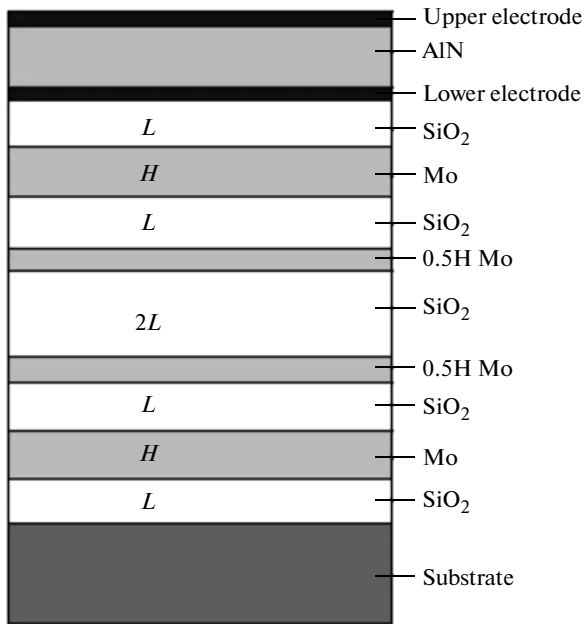 Upper electrode
AlN
Lower electrode
L SiO₂
H Mo
L SiO₂
0.5H Mo
2L SiO₂
0.5H Mo
L SiO₂
H Mo
L SiO₂
Substrate